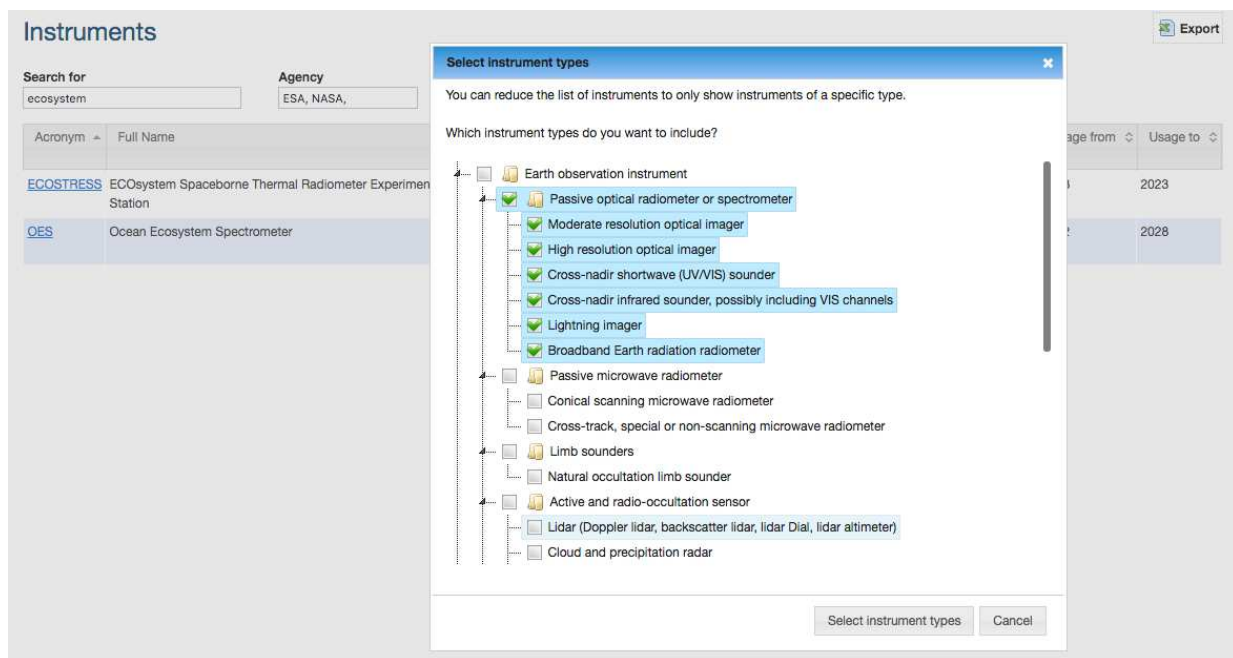 Instruments
Export
Search for
Agency
ecosystem
ESA, NASA,
Acronym
Full Name
age from
Usage to
ECOSTRESS
ECOsystem Spaceborne Thermal Radiometer Experimen
Station
2023
OES
Ocean Ecosystem Spectrometer
2028
Select instrument types
You can reduce the list of instruments to only show instruments of a specific type.
Which instrument types do you want to include?
Earth observation instrument
Passive optical radiometer or spectrometer
Moderate resolution optical imager
High resolution optical imager
Cross-nadir shortwave (UV/VIS) sounder
Cross-nadir infrared sounder, possibly including VIS channels
Lightning imager
Broadband Earth radiation radiometer
Passive microwave radiometer
Conical scanning microwave radiometer
Cross-track, special or non-scanning microwave radiometer
Limb sounders
Natural occultation limb sounder
Active and radio-occultation sensor
Lidar (Doppler lidar, backscatter lidar, lidar Dial, lidar altimeter)
Cloud and precipitation radar
Select instrument types
Cancel